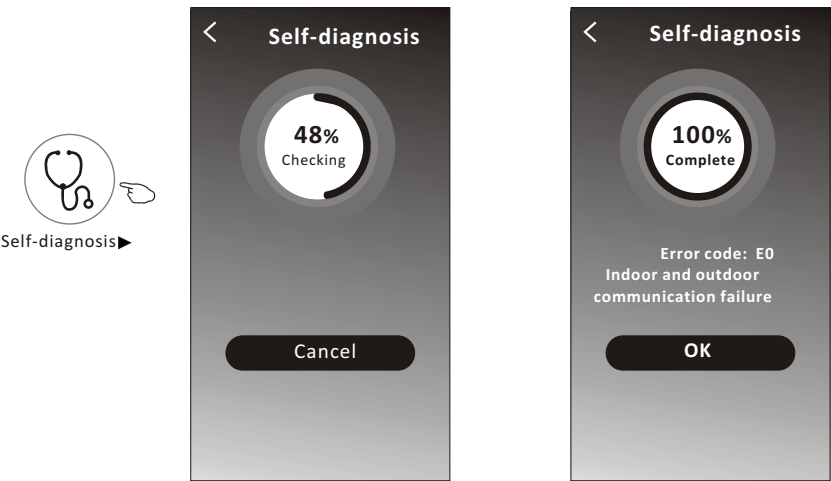 Self-diagnosis▶
Self-diagnosis
48%
Checking
Cancel
Self-diagnosis
100%
Complete
Error code: E0
Indoor and outdoor
communication failure
OK